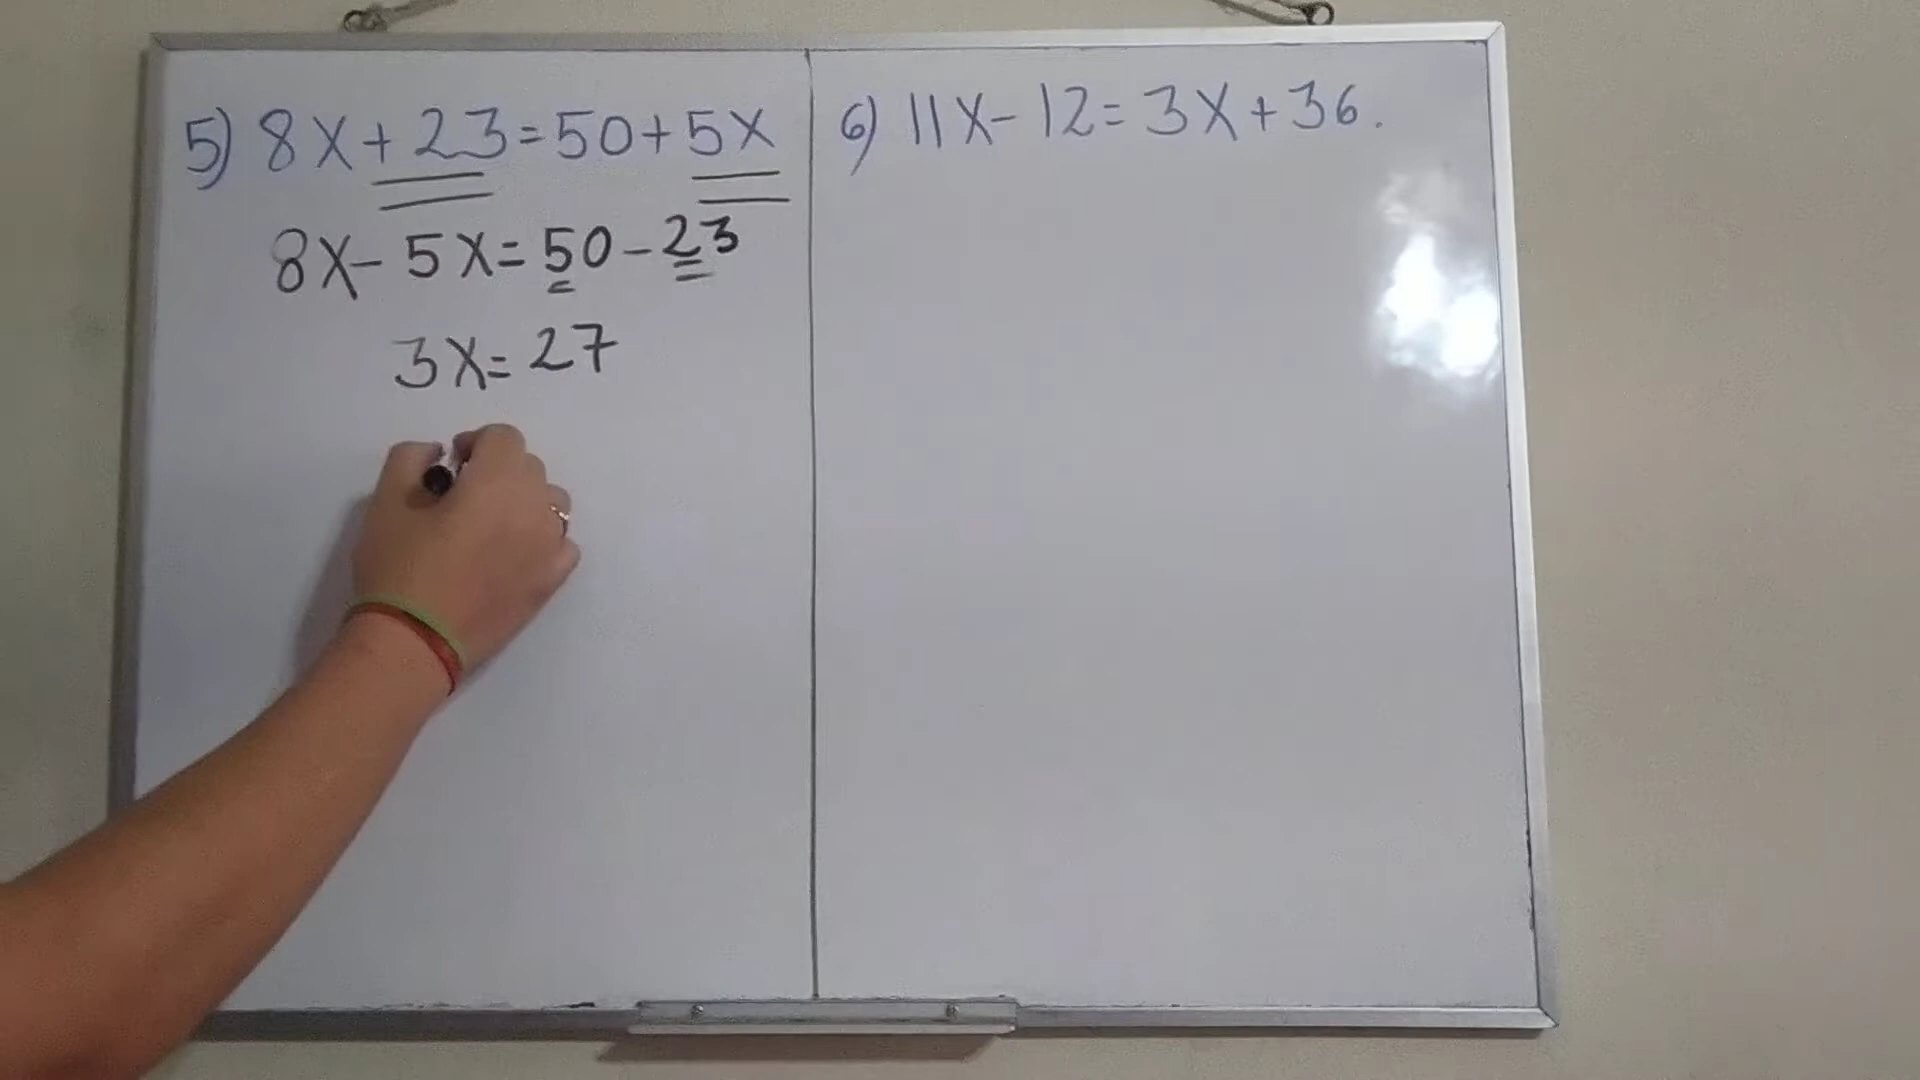 5) 8x + 23 = 50 + 5x
8x - 5x = 50 - 23
3x = 27
6) 11x - 12 = 3x + 36.